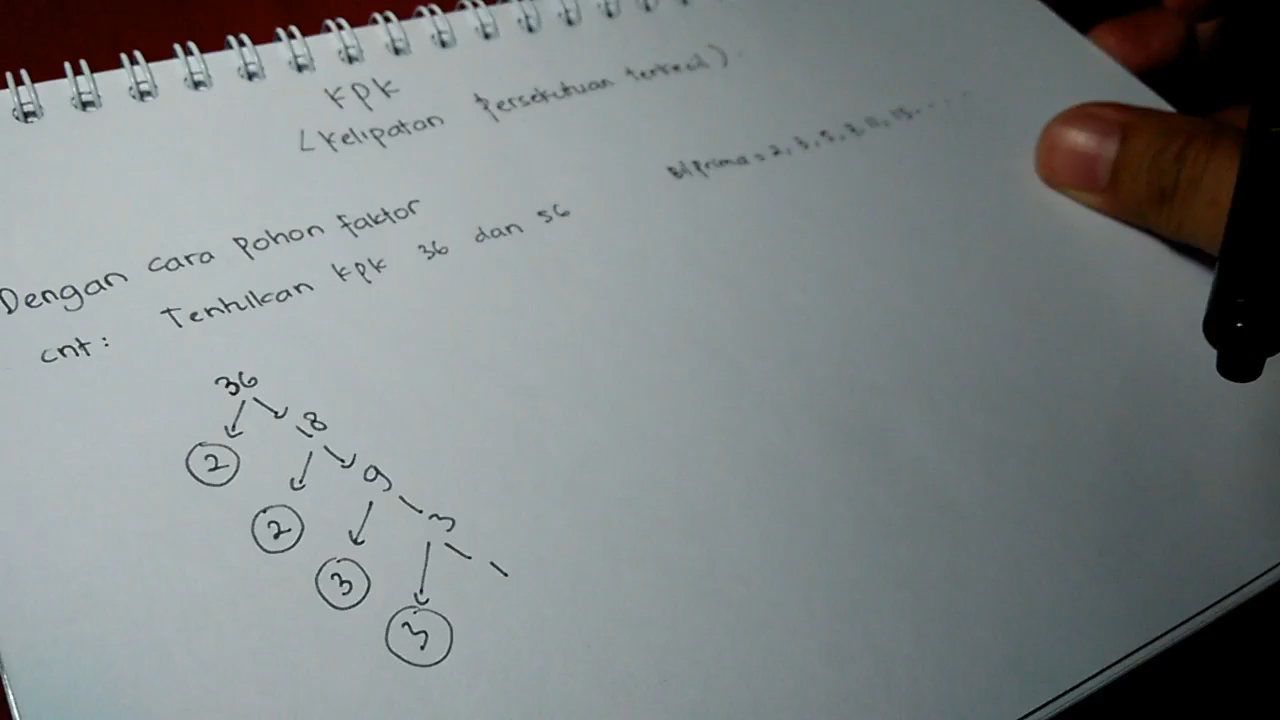 KPK
(Kelipatan Persekutuan terkecil)
Bil Prima = 2, 3, 5, 7, 11, 13. . . . .
Dengan cara Pohon faktor
Cnt: Tentukan KPK 36 dan 56
36
2 18
2 9
3 3
3 1